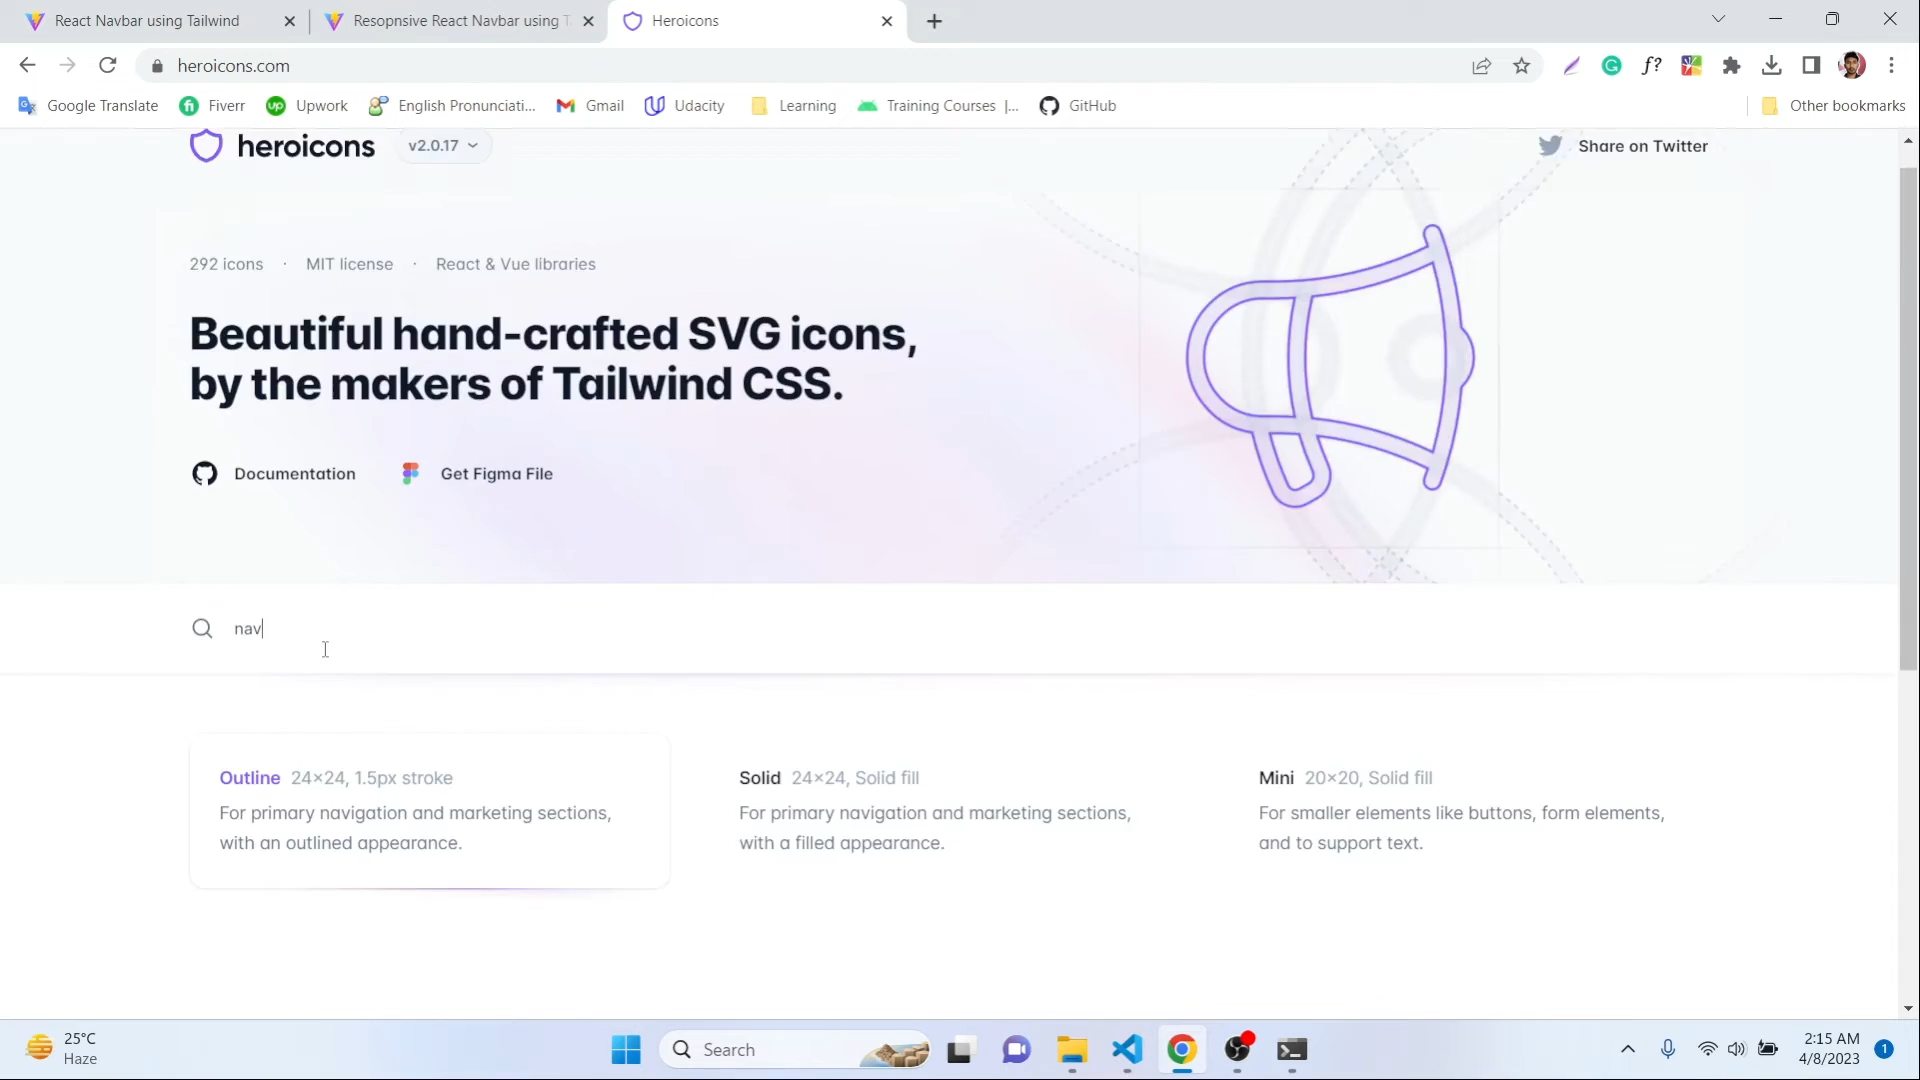 React Navbar using Tailwind
Resopnsive React Navbar using T
Heroicons
heroicons.com
f?
Google Translate
Fiverr
up
Upwork
English Pronunciati...
Gmail
Udacity
Learning
Training Courses |...
GitHub
Other bookmarks
heroicons
v2.0.17
Share on Twitter
292 icons · MIT license · React & Vue libraries
Beautiful hand-crafted SVG icons,
by the makers of Tailwind CSS.
Documentation
Get Figma File
nav
Outline 24×24, 1.5px stroke
For primary navigation and marketing sections,
with an outlined appearance.
Solid 24×24, Solid fill
For primary navigation and marketing sections,
with a filled appearance.
Mini 20×20, Solid fill
For smaller elements like buttons, form elements,
and to support text.
25°C
Haze
Search
2:15 AM
4/8/2023
1